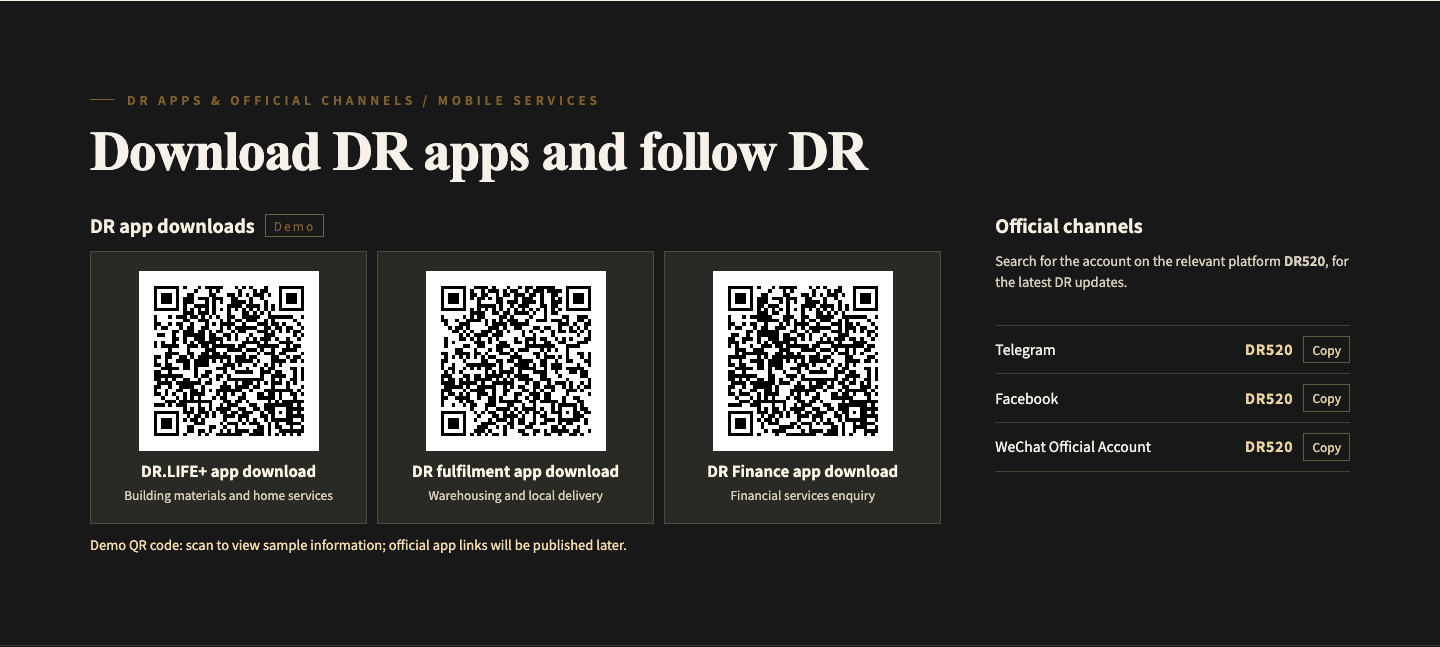 DR APPS & OFFICIAL CHANNELS / MOBILE SERVICES
Download DR apps and follow DR
DR app downloads Demo
DR.LIFE+ app download
Building materials and home services
DR fulfilment app download
Warehousing and local delivery
DR Finance app download
Financial services enquiry
Demo QR code: scan to view sample information; official app links will be published later.
Official channels
Search for the account on the relevant platform DR520, for
the latest DR updates.
Telegram DR520 Copy
Facebook DR520 Copy
WeChat Official Account DR520 Copy